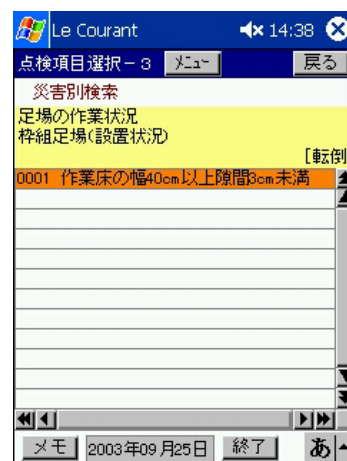 Le Courant 14:38
点検項目選択－３ ﾒﾆｭｰ 戻る
災害別検索
足場の作業状況
枠組足場(設置状況)
[転倒
0001 作業床の幅40cm以上隙間3cm未満
メモ 2003年09月25日 終了 あ